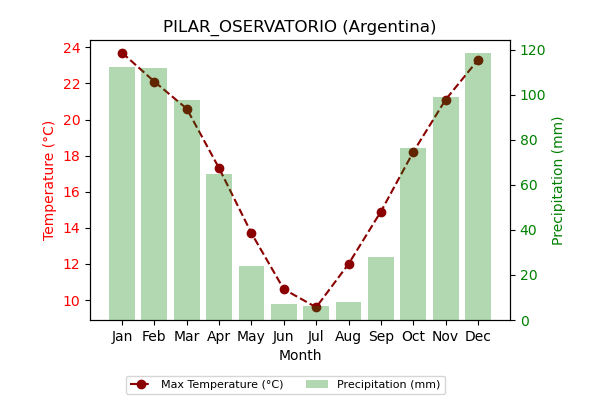 PILAR_OSERVATORIO (Argentina)
24
22
20
18
16
14
12
10
Temperature (°C)
120
100
80
60
40
20
0
Precipitation (mm)
Jan Feb Mar Apr May Jun Jul Aug Sep Oct Nov Dec
Month
Max Temperature (°C) Precipitation (mm)